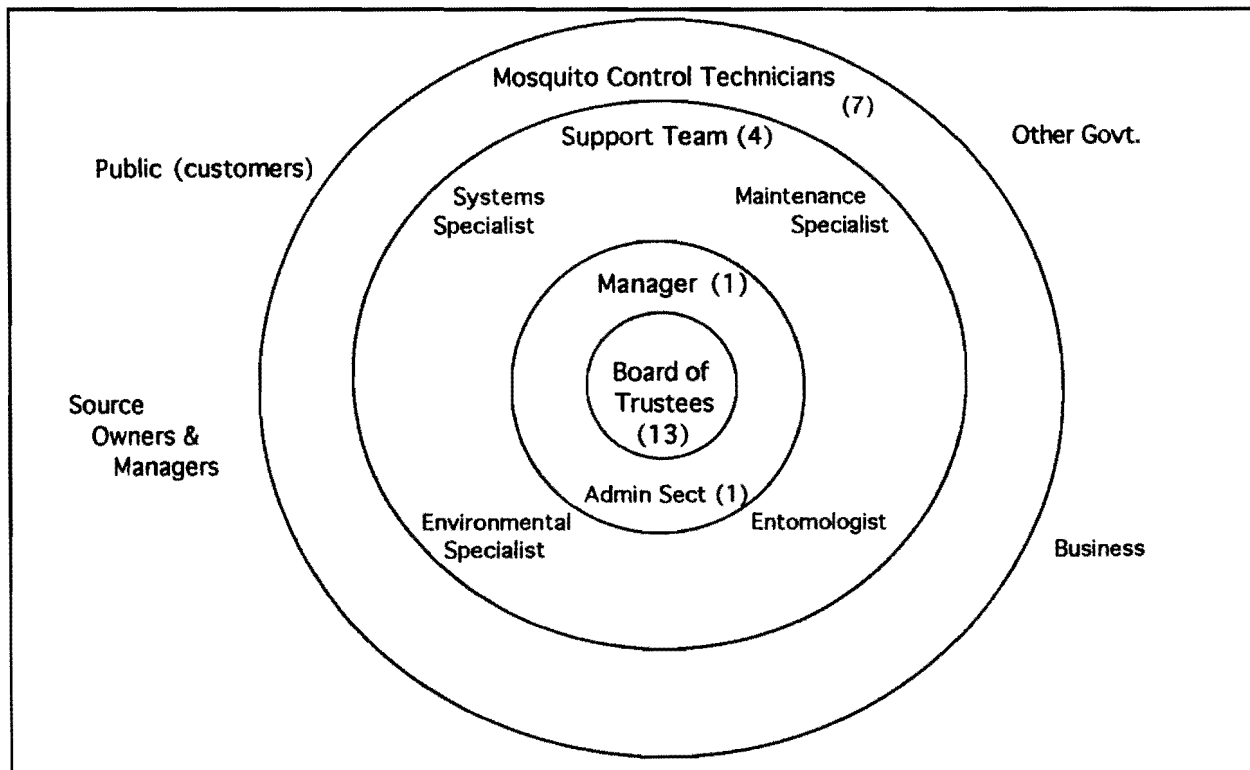 Mosquito Control Technicians
(7)
Support Team (4)
Other Govt.
Public (customers)
Systems
Specialist
Maintenance
Specialist
Manager (1)
Board of
Trustees
(13)
Source
Owners &
Managers
Admin Sect (1)
Environmental
Specialist
Entomologist
Business